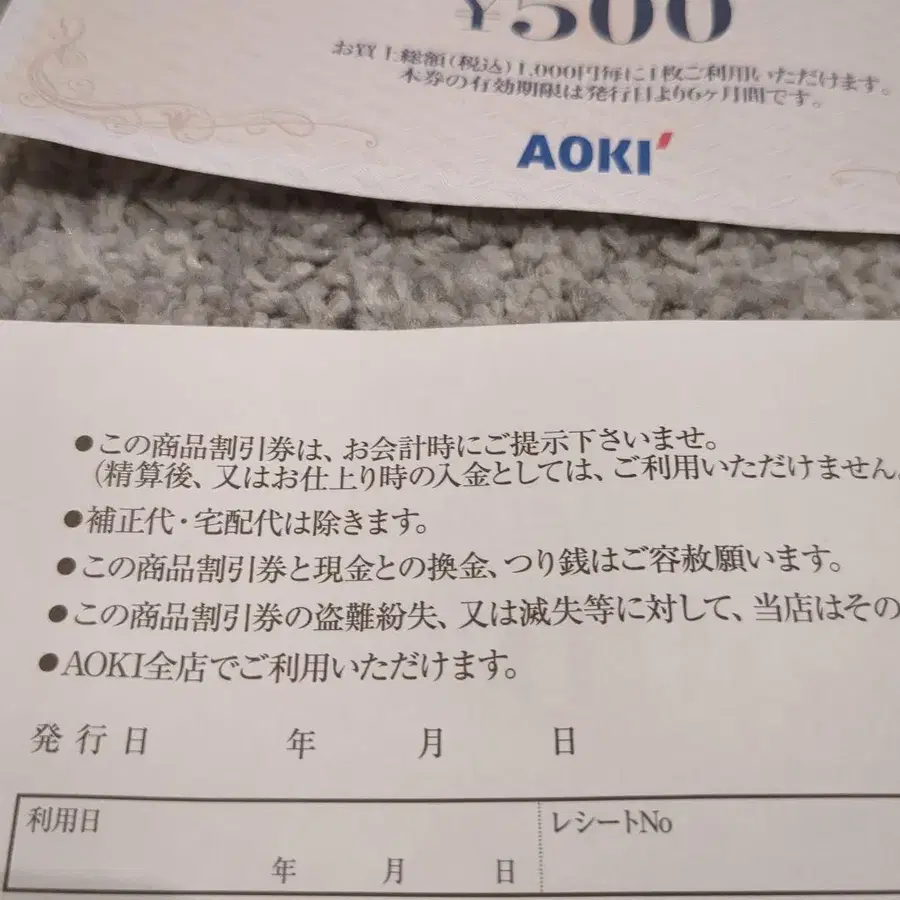 ¥500
お買上総額(税込)1,000円毎に1枚ご利用いただけます。
本券の有効期限は発行日より6ヶ月間です。
AOKI
●この商品割引券は、お会計時にご提示下さいませ。
(精算後、又はお仕上り時の入金としては、ご利用いただけません。
●補正代・宅配代は除きます。
●この商品割引券と現金との換金、つり銭はご容赦願います。
●この商品割引券の盗難紛失、又は滅失等に対して、当店はその
●AOKI全店でご利用いただけます。
発行日 年 月 日
利用日 レシートNo
年 月 日